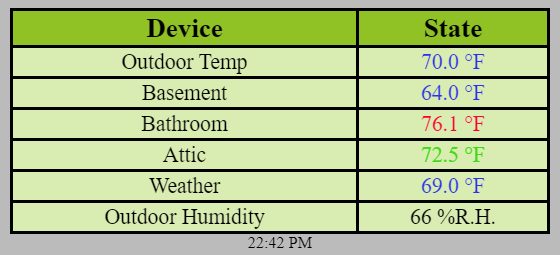 Device State
Outdoor Temp 70.0 °F
Basement 64.0 °F
Bathroom 76.1 °F
Attic 72.5 °F
Weather 69.0 °F
Outdoor Humidity 66 %R.H.
22:42 PM